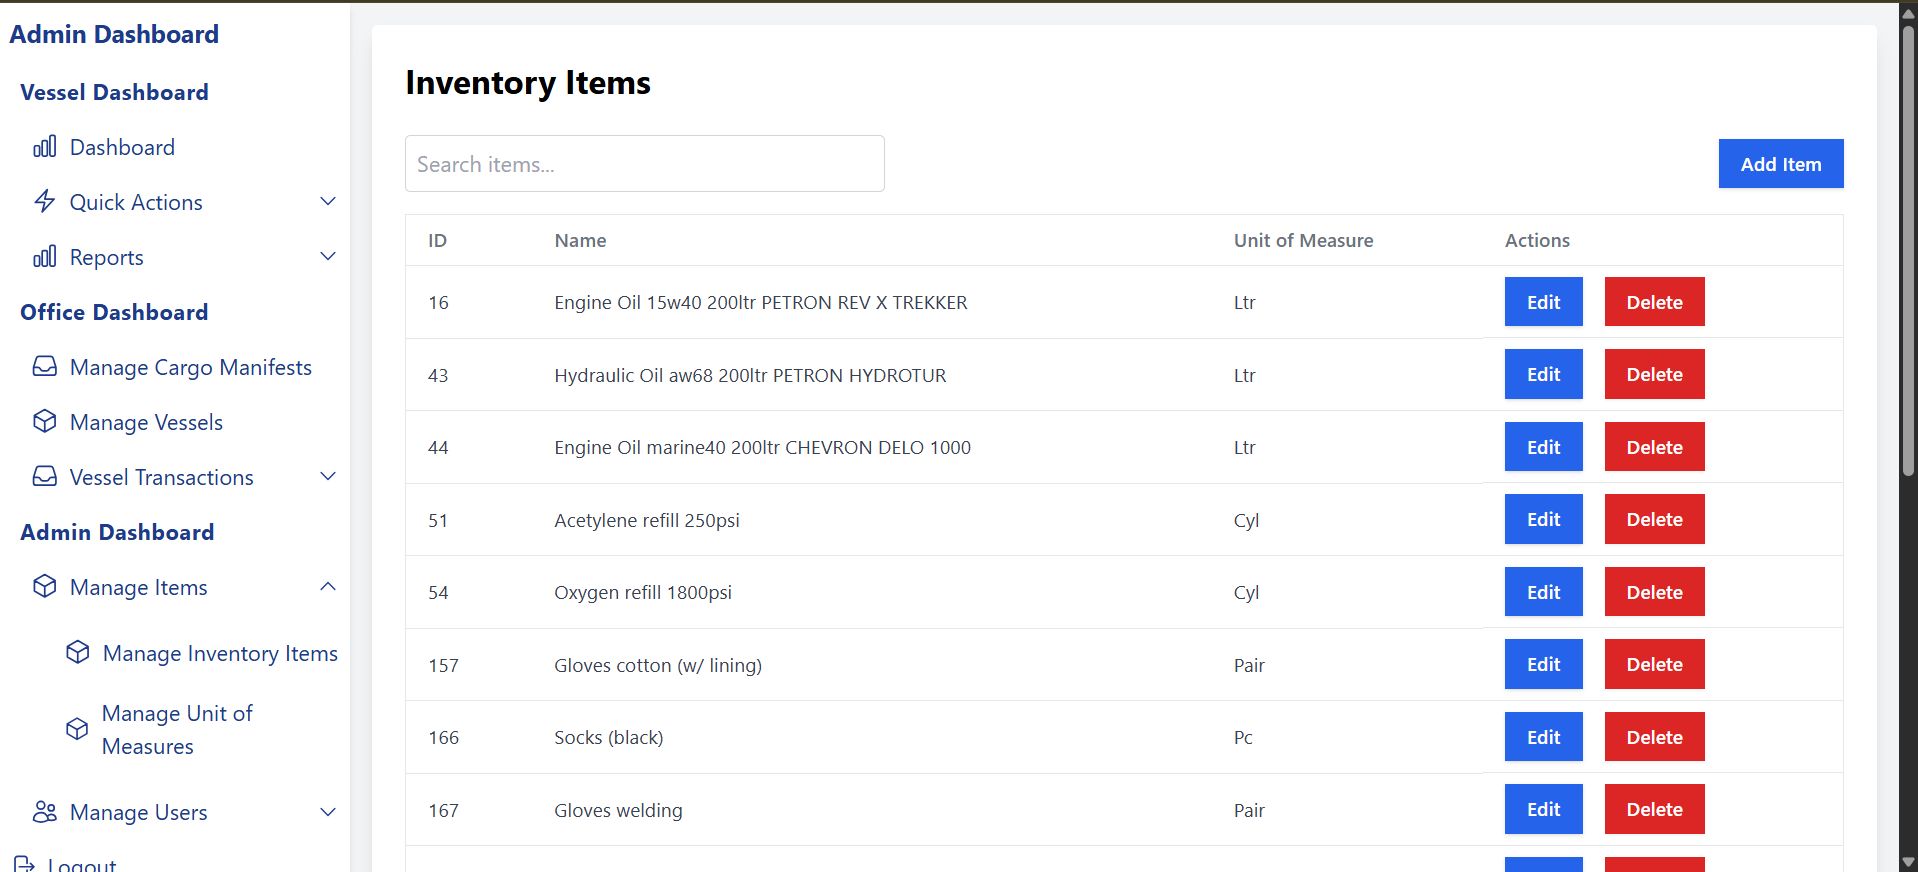 Admin Dashboard
Vessel Dashboard
Dashboard
Quick Actions
Reports
Office Dashboard
Manage Cargo Manifests
Manage Vessels
Vessel Transactions
Admin Dashboard
Manage Items
Manage Inventory Items
Manage Unit of
Measures
Manage Users
Logout
Inventory Items
Search items...
Add Item
ID Name Unit of Measure Actions
16 Engine Oil 15w40 200ltr PETRON REV X TREKKER Ltr Edit Delete
43 Hydraulic Oil aw68 200ltr PETRON HYDROTUR Ltr Edit Delete
44 Engine Oil marine40 200ltr CHEVRON DELO 1000 Ltr Edit Delete
51 Acetylene refill 250psi Cyl Edit Delete
54 Oxygen refill 1800psi Cyl Edit Delete
157 Gloves cotton (w/ lining) Pair Edit Delete
166 Socks (black) Pc Edit Delete
167 Gloves welding Pair Edit Delete